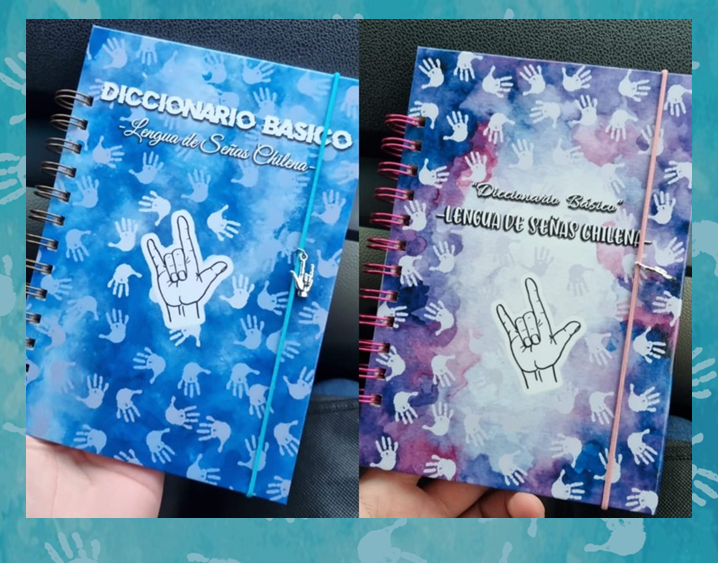 DICCIONARIO BASICO
-Lengua de Señas Chilena-
"Diccionario Básico"
-LENGUA DE SEÑAS CHILENA-